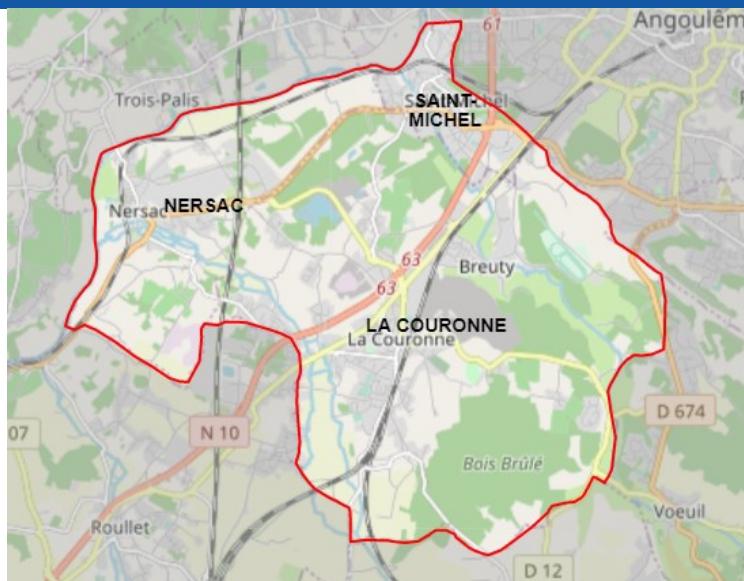 61
Angoulêm
Trois-Palis
SAINT-
MICHEL
NERSAC
Nersac
63
Breuty
63
LA COURONNE
La Couronne
D 674
07
N 10
Bois Brûlé
Roullet
Voeuil
D 12